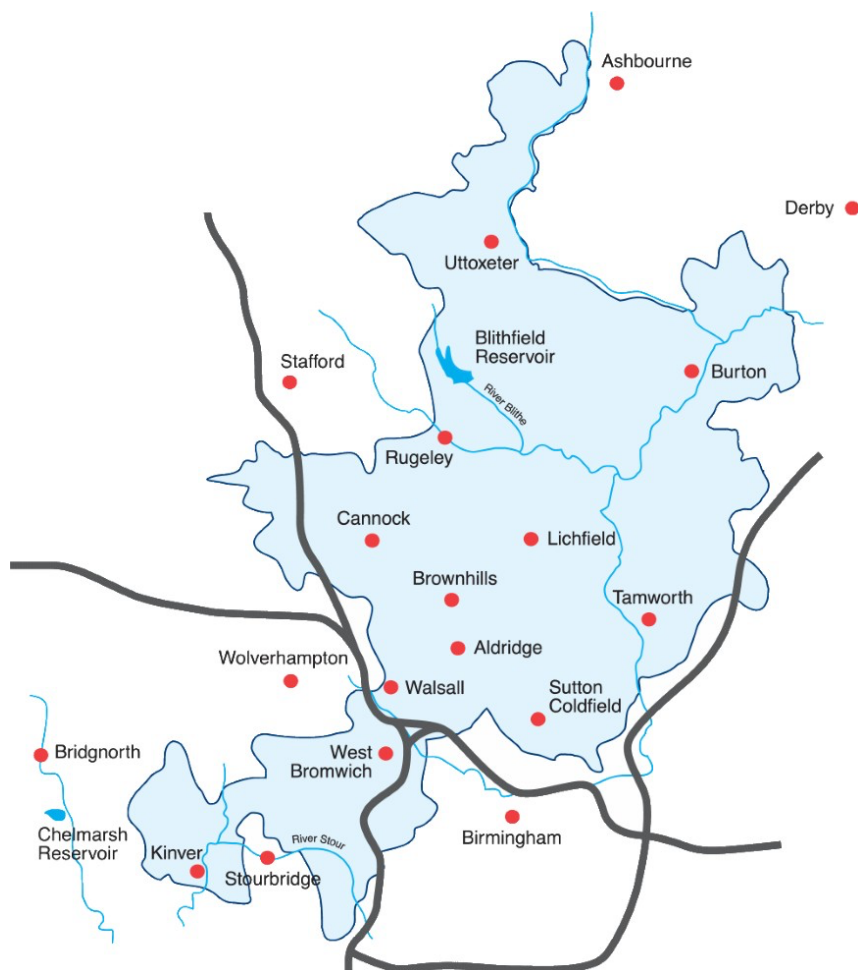 Ashbourne
Derby
Uttoxeter
Blithfield
Reservoir
Stafford
Burton
River Blithe
Rugeley
Cannock
Lichfield
Brownhills
Tamworth
Aldridge
Wolverhampton
Walsall
Sutton
Coldfield
Bridgnorth
West
Bromwich
Chelmarsh
Reservoir
Birmingham
River Stour
Kinver
Stourbridge